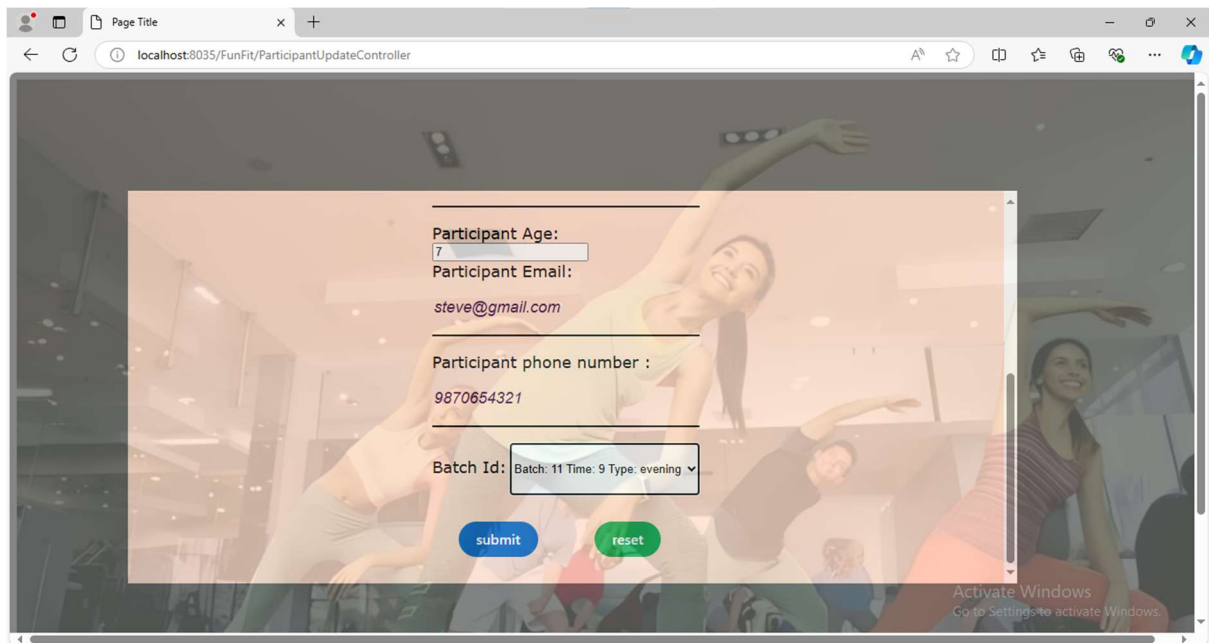 Page Title
localhost:8035/FunFit/ParticipantUpdateController
Participant Age:
7
Participant Email:
steve@gmail.com
Participant phone number :
9870654321
Batch Id: Batch: 11 Time: 9 Type: evening
submit reset
Activate Windows
Go to Settings to activate Windows.